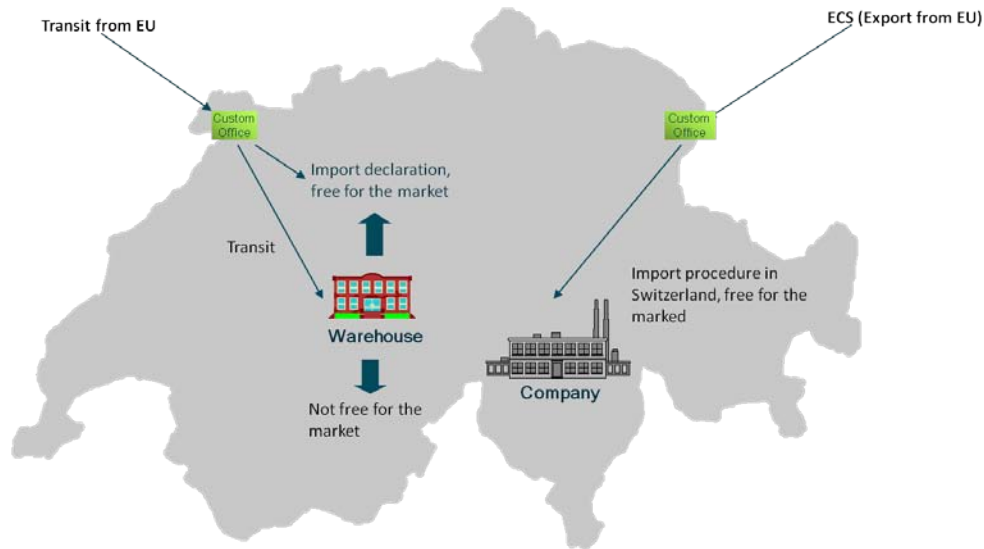 Transit from EU
ECS (Export from EU)
Custom
Office
Custom
Office
Import declaration,
free for the market
Transit
Import procedure in
Switzerland, free for the
marked
Warehouse
Company
Not free for the
market